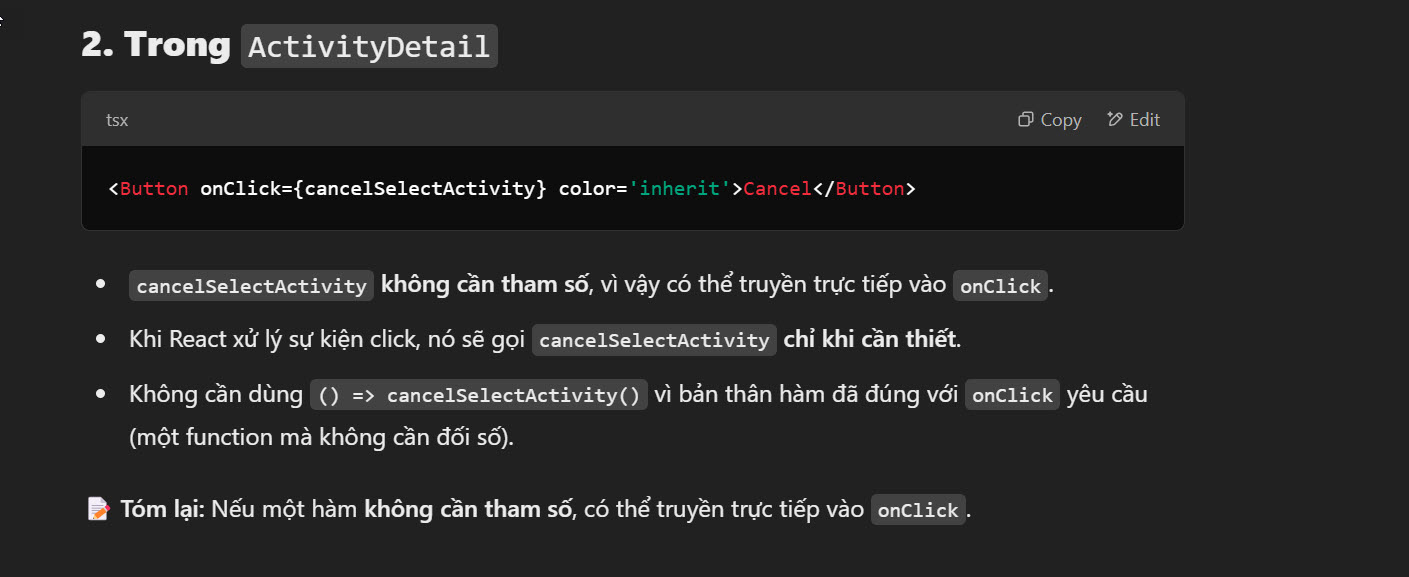 2. Trong ActivityDetail
tsx
Copy
Edit
<Button onClick={cancelSelectActivity} color='inherit'>Cancel</Button>
cancelSelectActivity không cần tham số, vì vậy có thể truyền trực tiếp vào onClick.
Khi React xử lý sự kiện click, nó sẽ gọi cancelSelectActivity chỉ khi cần thiết.
Không cần dùng () => cancelSelectActivity() vì bản thân hàm đã đúng với onClick yêu cầu
(một function mà không cần đối số).
📝 Tóm lại: Nếu một hàm không cần tham số, có thể truyền trực tiếp vào onClick.